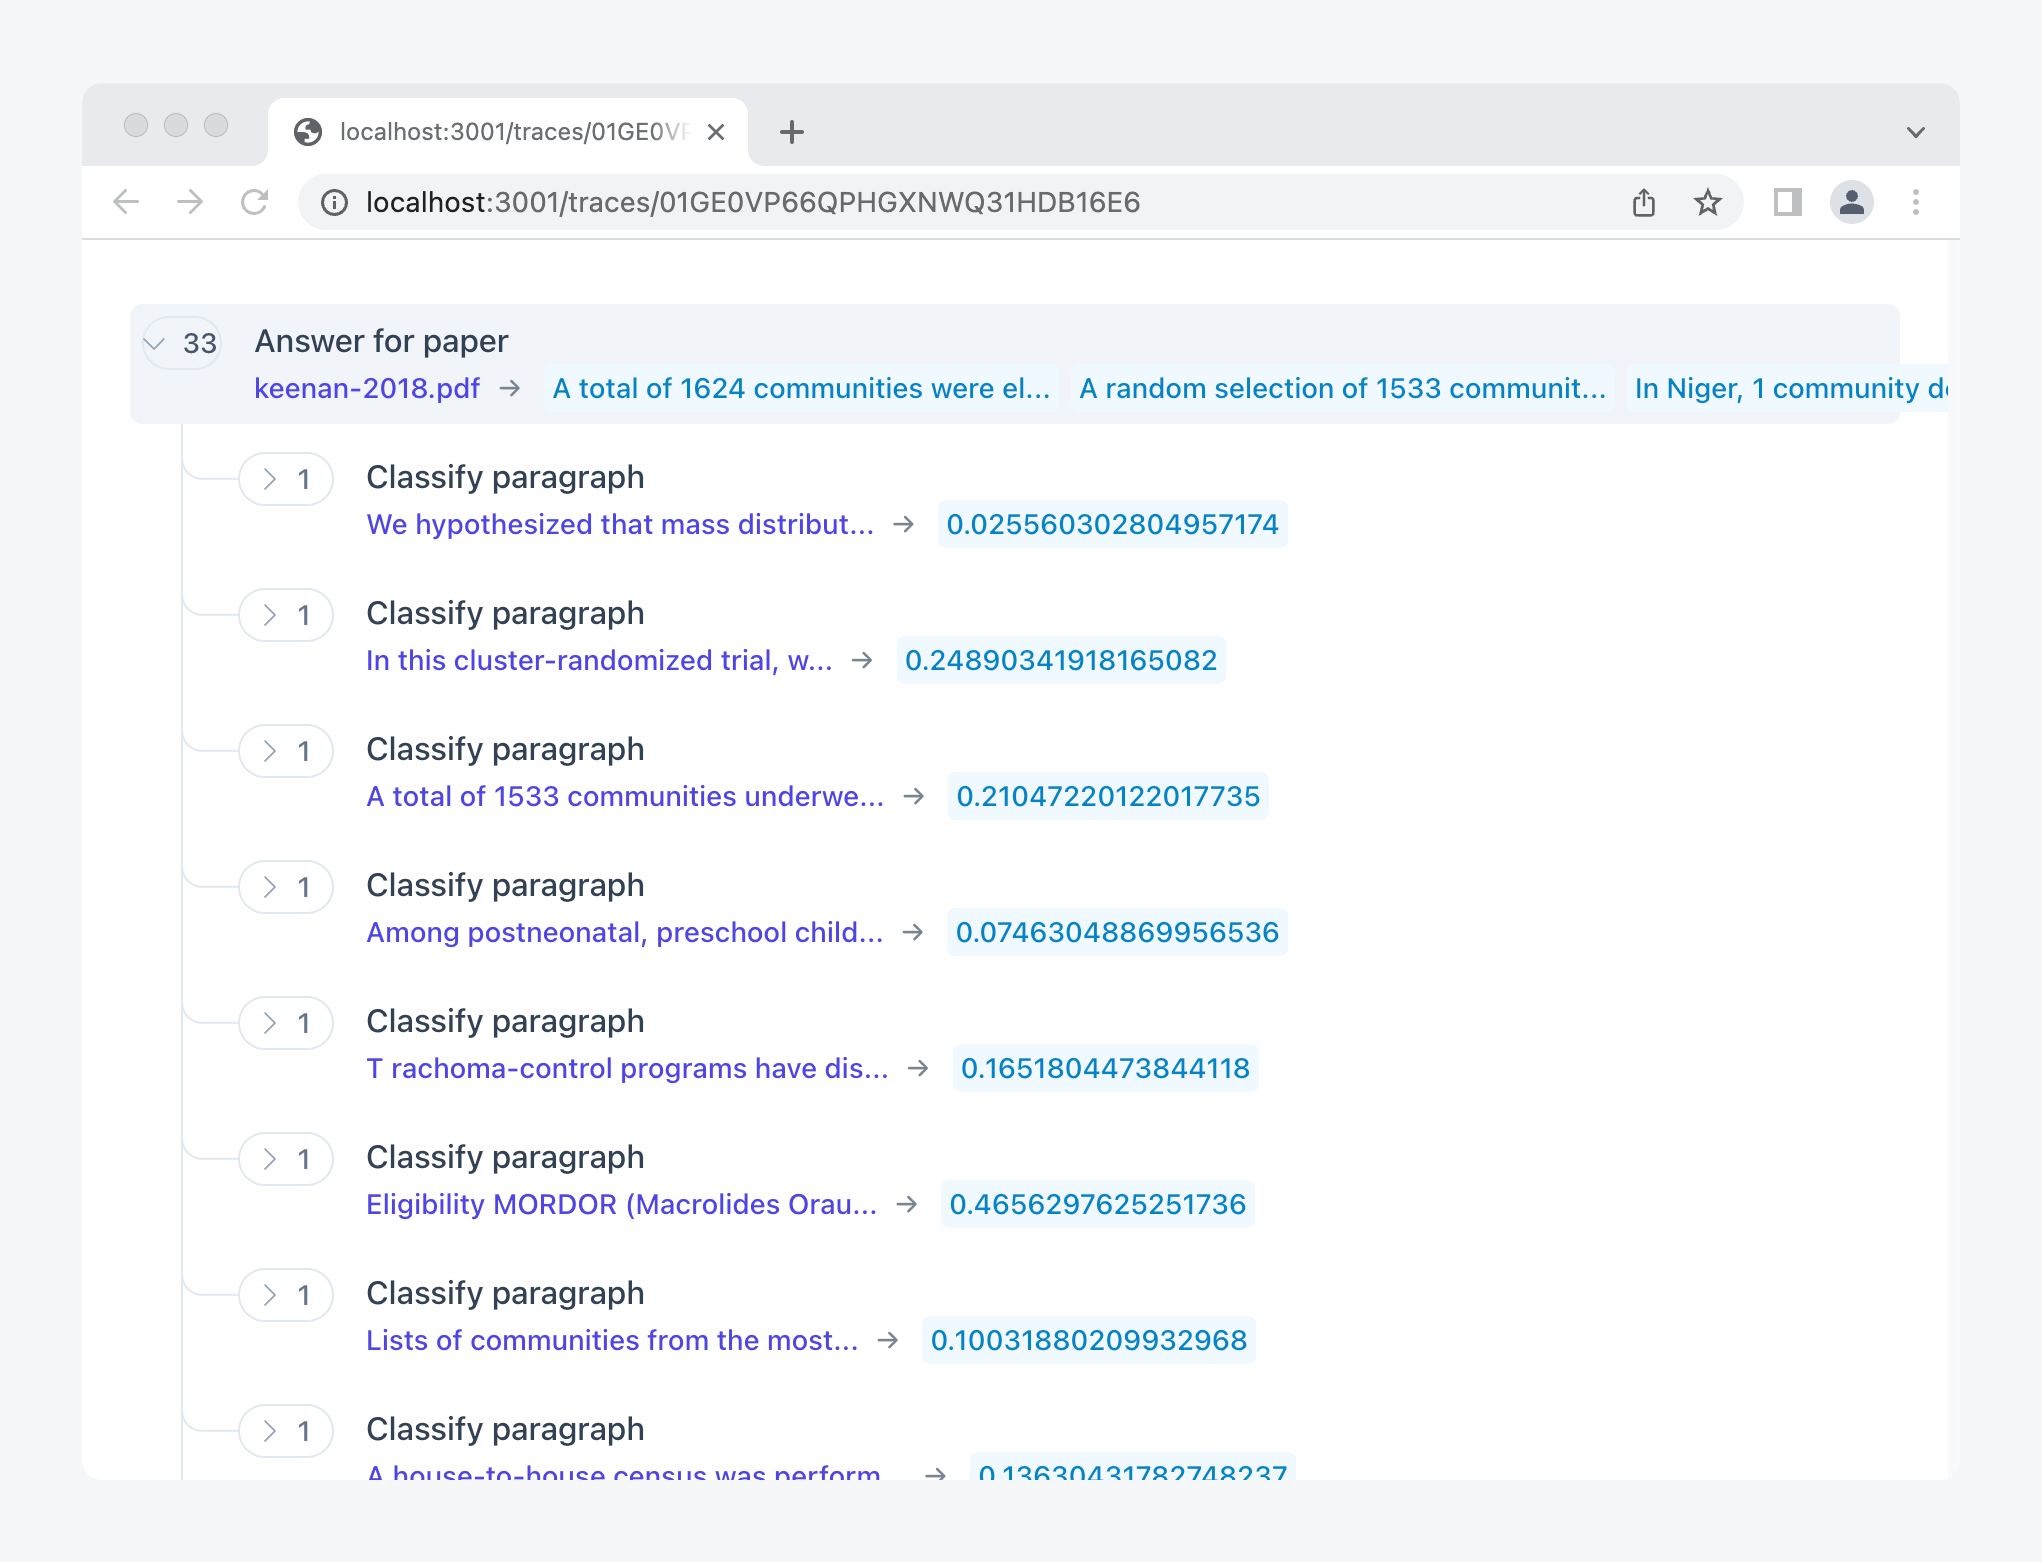 localhost:3001/traces/01GE0VP
localhost:3001/traces/01GE0VP66QPHGXNWQ31HDB16E6
33 Answer for paper
keenan-2018.pdf → A total of 1624 communities were el... A random selection of 1533 communit... In Niger, 1 community de
1 Classify paragraph
We hypothesized that mass distribut... → 0.025560302804957174
1 Classify paragraph
In this cluster-randomized trial, w... → 0.24890341918165082
1 Classify paragraph
A total of 1533 communities underwe... → 0.21047220122017735
1 Classify paragraph
Among postneonatal, preschool child... → 0.07463048869956536
1 Classify paragraph
T rachoma-control programs have dis... → 0.1651804473844118
1 Classify paragraph
Eligibility MORDOR (Macrolides Orau... → 0.4656297625251736
1 Classify paragraph
Lists of communities from the most... → 0.10031880209932968
1 Classify paragraph
A house-to-house census was perform... → 0.13630431782748237